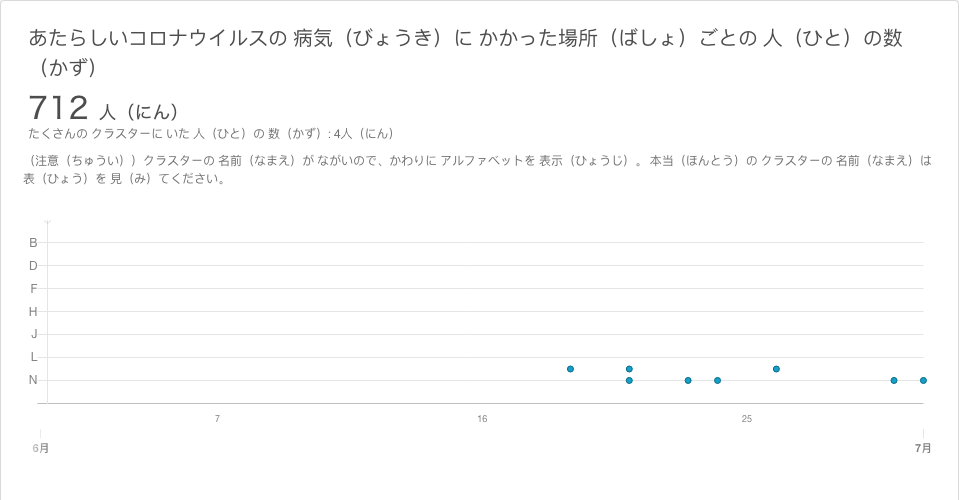 あたらしいコロナウイルスの 病気（びょうき）に かかった場所（ばしょ）ごとの 人（ひと）の数
（かず）
712 人（にん）
たくさんの クラスターに いた 人（ひと）の 数（かず）: 4人（にん）
（注意（ちゅうい））クラスターの 名前（なまえ）が ながいので、かわりに アルファベットを 表示（ひょうじ）。 本当（ほんとう）の クラスターの 名前（なまえ）は
表（ひょう）を 見（み）てください。
B
D
F
H
J
L
N
7 16 25
6月 7月